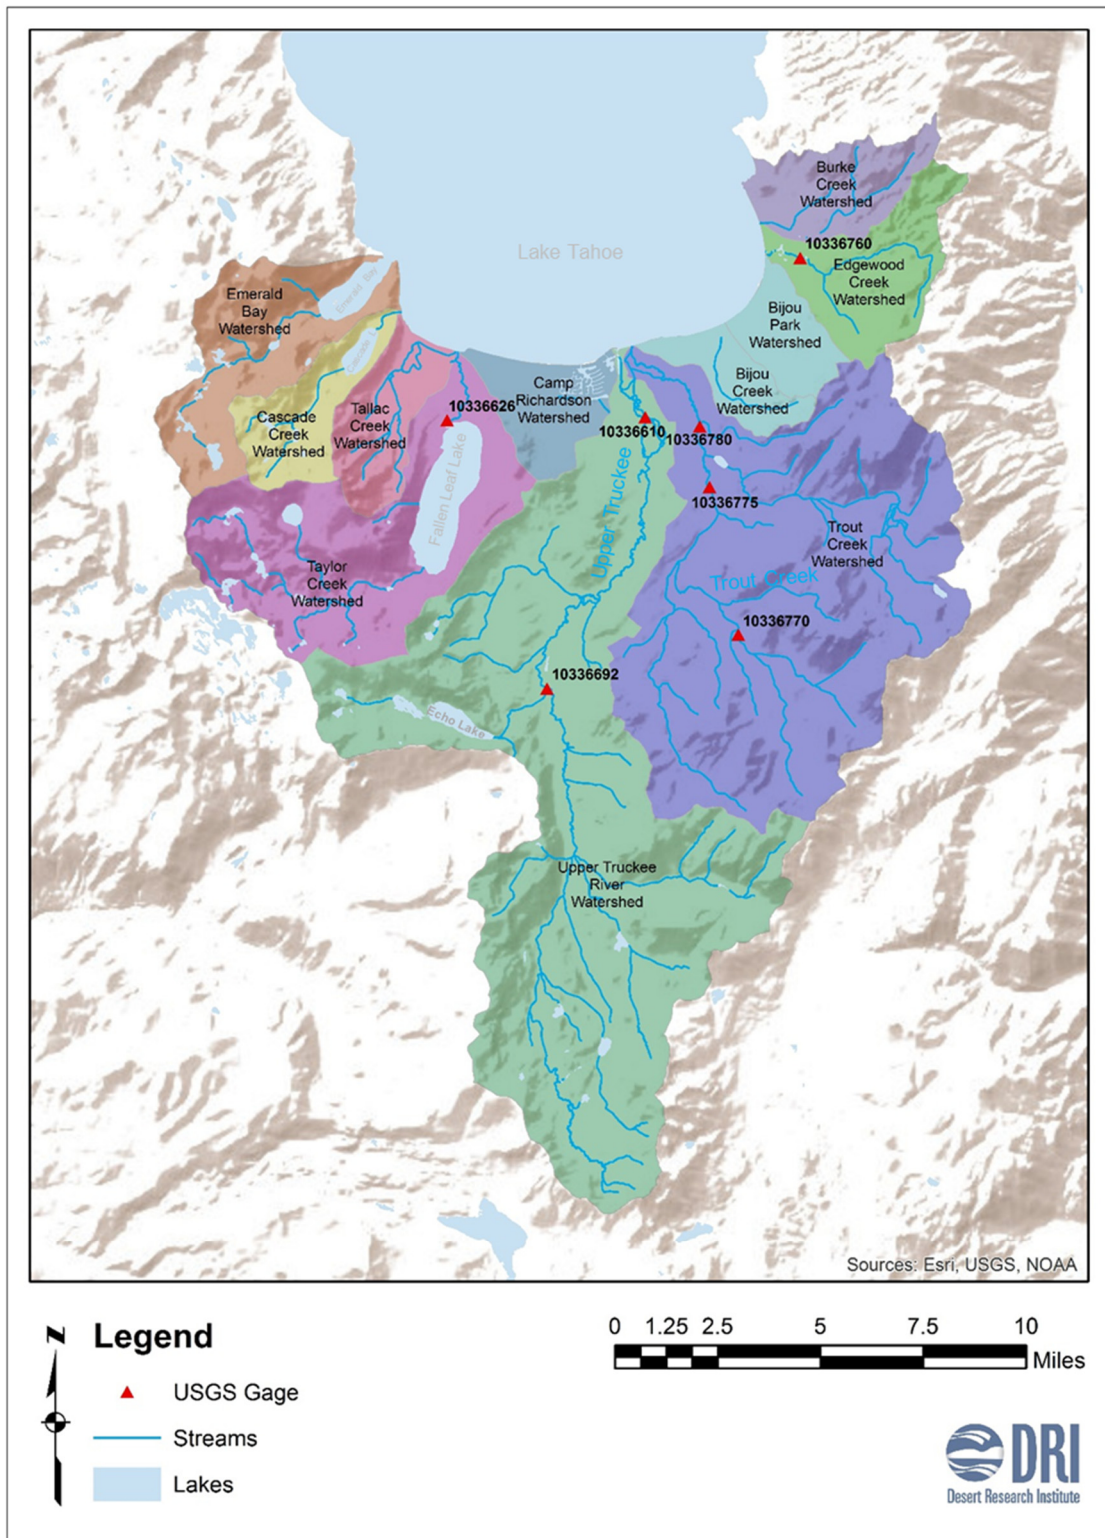 Burke
Creek
Watershed
10336760
Lake Tahoe
Edgewood
Creek
Watershed
Emerald Bay
Emerald
Bay
Watershed
Bijou
Park
Watershed
Bijou
Creek
Watershed
Camp
Richardson
Watershed
Cascade
Creek
Watershed
Tallac
Creek
Watershed
10336626
10336610
10336780
Fallen Leaf Lake
Upper Truckee
10336775
Trout
Creek
Watershed
Taylor
Creek
Watershed
Trout Creek
10336770
10336692
Echo Lake
Upper Truckee
River
Watershed
Sources: Esri, USGS, NOAA
N
Legend
USGS Gage
Streams
Lakes
0 1.25 2.5 5 7.5 10
Miles
DRI
Desert Research Institute